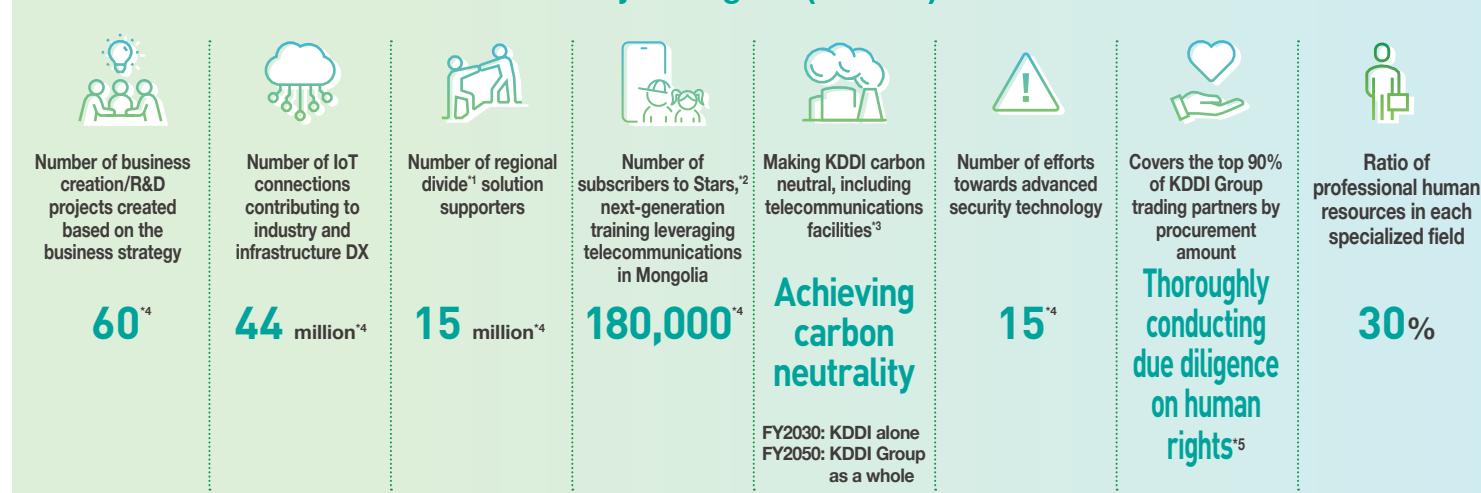 Number of business
creation/R&D
projects created
based on the
business strategy
60*4
Number of IoT
connections
contributing to
industry and
infrastructure DX
44 million*4
Number of regional
divide*1 solution
supporters
15 million*4
Number of
subscribers to Stars,*2
next-generation
training leveraging
telecommunications
in Mongolia
180,000*4
Making KDDI carbon
neutral, including
telecommunications
facilities*3
Achieving
carbon
neutrality
FY2030: KDDI alone
FY2050: KDDI Group
as a whole
Number of efforts
towards advanced
security technology
15*4
Covers the top 90%
of KDDI Group
trading partners by
procurement
amount
Thoroughly
conducting
due diligence
on human
rights*5
Ratio of
professional human
resources in each
specialized field
30%